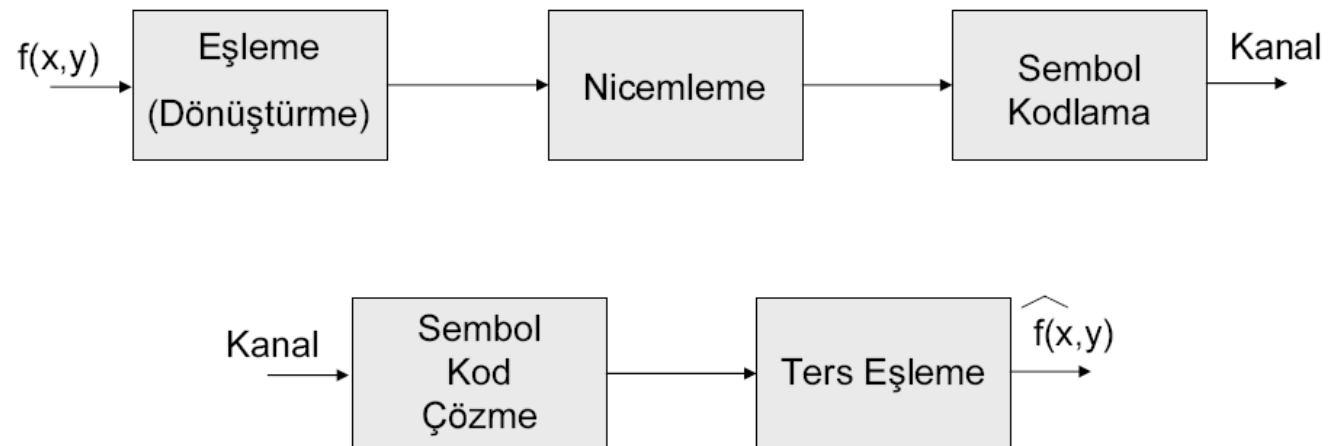 f(x,y)
Eşleme
(Dönüştürme)
Nicemleme
Sembol
Kodlama
Kanal
Kanal
Sembol
Kod
Çözme
Ters Eşleme
f(x,y)